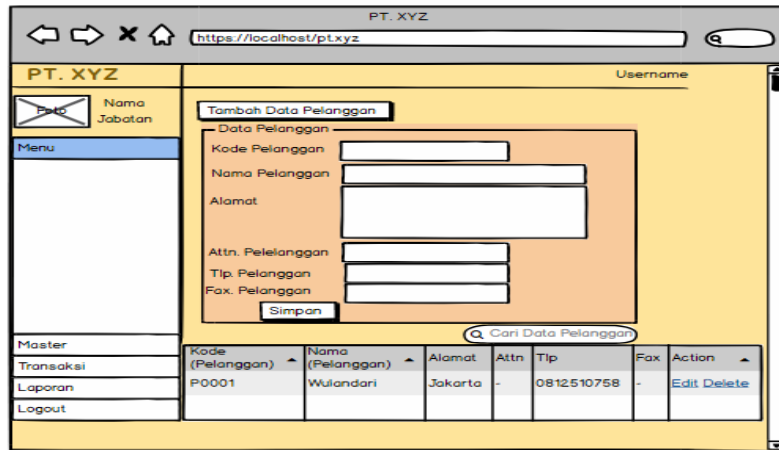 PT. XYZ
https://localhost/pt.xyz
PT. XYZ
Username
Foto
Nama
Jabatan
Menu
Master
Transaksi
Laporan
Logout
Tambah Data Pelanggan
Data Pelanggan
Kode Pelanggan
Nama Pelanggan
Alamat
Attn. Pelelanggan
Tlp. Pelanggan
Fax. Pelanggan
Simpan
Cari Data Pelanggan
Kode (Pelanggan) Nama (Pelanggan) Alamat Attn Tlp Fax Action
P0001 Wulandari Jakarta - 0812510758 - Edit Delete